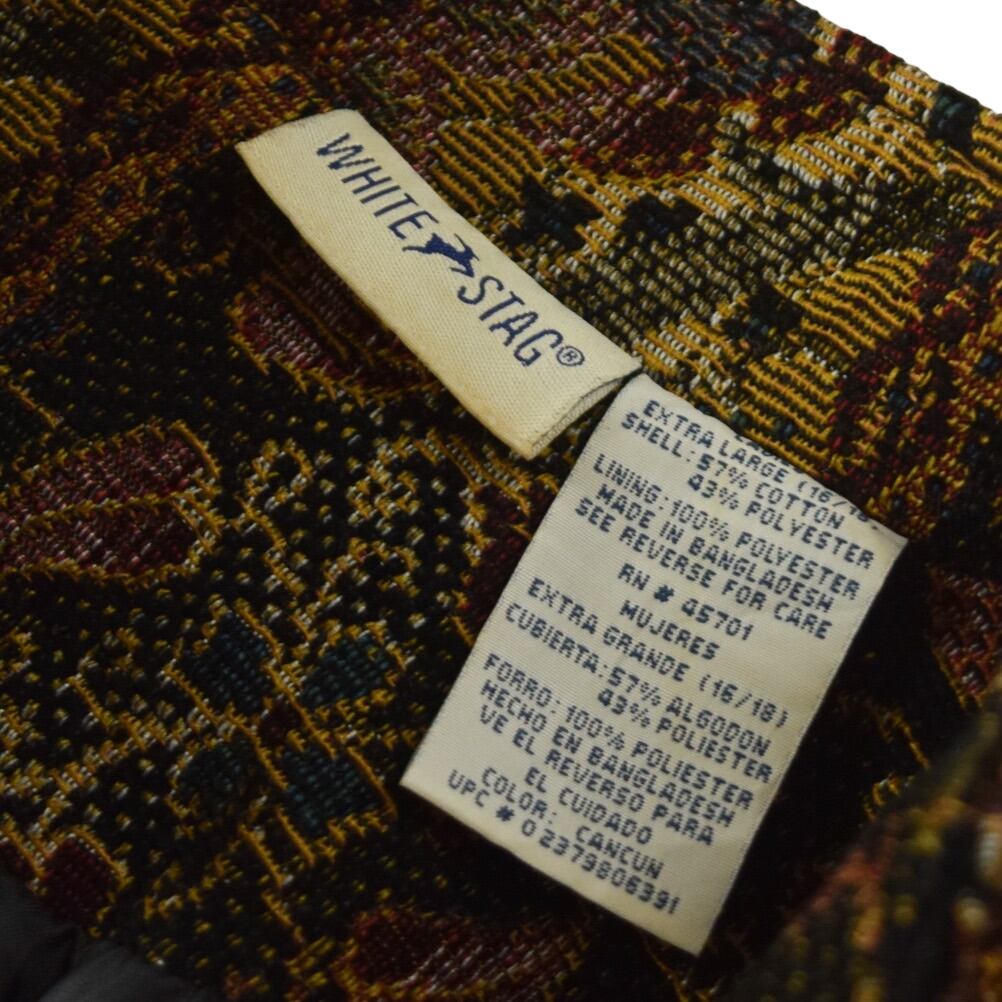 WHITE STAG®
EXTRA LARGE (16/18)
SHELL: 57% COTTON
43% POLYESTER
LINING: 100% POLYESTER
MADE IN BANGLADESH
SEE REVERSE FOR CARE
RN # 45701
MUJERES
EXTRA GRANDE (16/18)
CUBIERTA: 57% ALGODON
43% POLIESTER
FORRO: 100% POLIESTER
HECHO EN BANGLADESH
VE EL REVERSO PARA
EL CUIDADO
COLOR: CANCUN
UPC # 02379806391